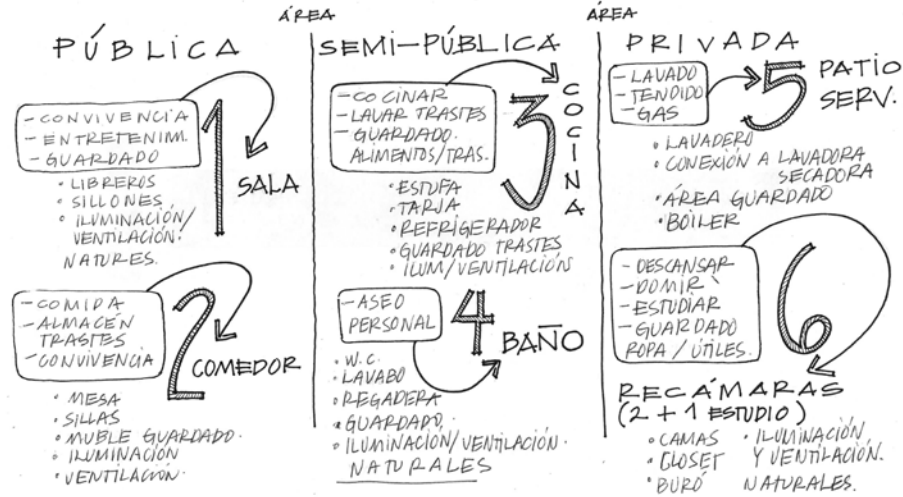 PÚBLICA
- CONVIVENCIA
- ENTRETENIM.
- GUARDADO
1
SALA
• LIBREROS
• SILLONES
• ILUMINACIÓN/
VENTILACIÓN.
NATURES.
- COMIDA
- ALMACÉN
TRASTES
- CONVIVENCIA
2
COMEDOR
• MESA
• SILLAS
• MUBLE GUARDADO.
• ILUMINACIÓN
• VENTILACIÓN.
ÁREA
SEMI-PÚBLICA
- COCINAR
- LAVAR TRASTES
- GUARDADO.
ALIMENTOS/TRAS.
3
COCINA
• ESTUFA
• TARJA
• REFRIGERADOR
• GUARDADO TRASTES
• ILUM/VENTILACIÓN
- ASEO
PERSONAL
4
BAÑO
• W.C.
• LAVABO
• REGADERA
• GUARDADO.
• ILUMINACIÓN/VENTILACIÓN.
NATURALES
ÁREA
PRIVADA
- LAVADO
- TENDIDO
- GAS
5
PATIO
SERV.
• LAVADERO
• CONEXIÓN A LAVADORA
SECADORA
• ÁREA GUARDADO
• BOILER
- DESCANSAR
- DOMIR
- ESTUDIAR
- GUARDADO
ROPA / ÚTILES.
6
RECÁMARAS
(2 + 1 ESTUDIO)
• CAMAS
• CLOSET
• BURÓ
• ILUMINACIÓN
Y VENTILACIÓN.
NATURALES.